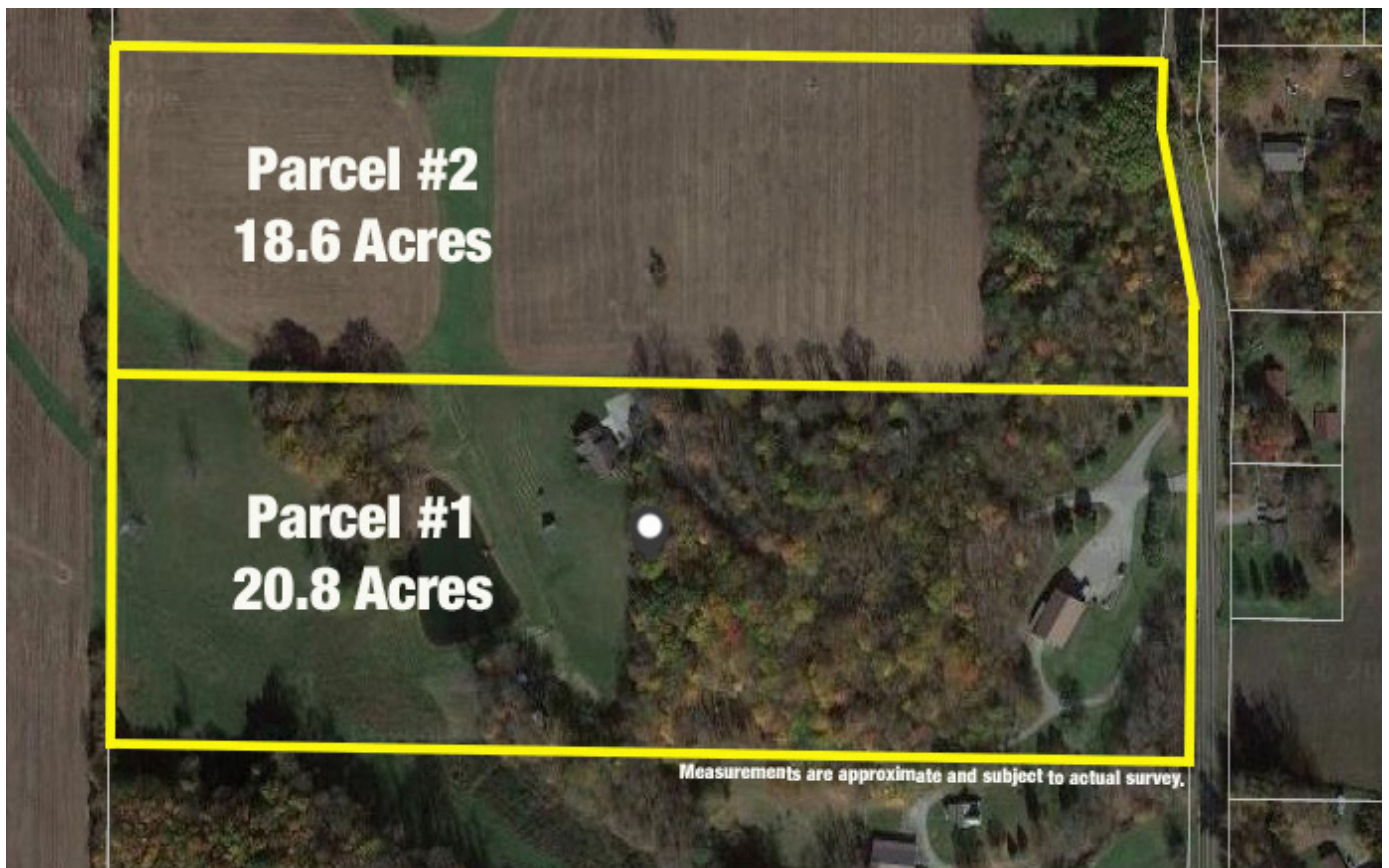 Parcel #2
18.6 Acres
Parcel #1
20.8 Acres
Measurements are approximate and subject to actual survey.